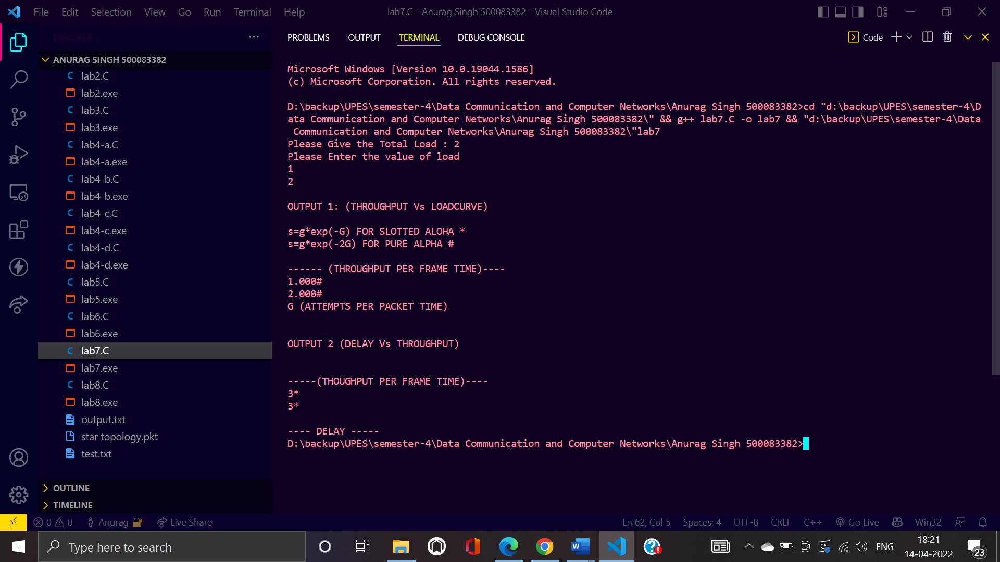 File Edit Selection View Go Run Terminal Help
lab7.C - Anurag Singh 500083382 - Visual Studio Code
EXPLORER
ANURAG SINGH 500083382
lab2.C
lab2.exe
lab3.C
lab3.exe
lab4-a.C
lab4-a.exe
lab4-b.C
lab4-b.exe
lab4-c.C
lab4-c.exe
lab4-d.C
lab4-d.exe
lab5.C
lab5.exe
lab6.C
lab6.exe
lab7.C
lab7.exe
lab8.C
lab8.exe
output.txt
star topology.pkt
test.txt
OUTLINE
TIMELINE
PROBLEMS OUTPUT TERMINAL DEBUG CONSOLE
Code
Microsoft Windows [Version 10.0.19044.1586]
(c) Microsoft Corporation. All rights reserved.
D:\backup\UPES\semester-4\Data Communication and Computer Networks\Anurag Singh 500083382>cd "d:\backup\UPES\semester-4\D
ata Communication and Computer Networks\Anurag Singh 500083382\" && g++ lab7.C -o lab7 && "d:\backup\UPES\semester-4\Data
Communication and Computer Networks\Anurag Singh 500083382\"lab7
Please Give the Total Load : 2
Please Enter the value of load
1
2
OUTPUT 1: (THROUGHPUT Vs LOADCURVE)
s=g*exp(-G) FOR SLOTTED ALOHA *
s=g*exp(-2G) FOR PURE ALPHA #
------ (THROUGHPUT PER FRAME TIME)----
1.000#
2.000#
G (ATTEMPTS PER PACKET TIME)
OUTPUT 2 (DELAY Vs THROUGHPUT)
-----(THOUGHPUT PER FRAME TIME)----
3*
3*
---- DELAY -----
D:\backup\UPES\semester-4\Data Communication and Computer Networks\Anurag Singh 500083382>
0 0 Anurag Live Share
Ln 62, Col 5 Spaces: 4 UTF-8 CRLF C++ Go Live Win32
Type here to search
ENG
18:21
14-04-2022
23